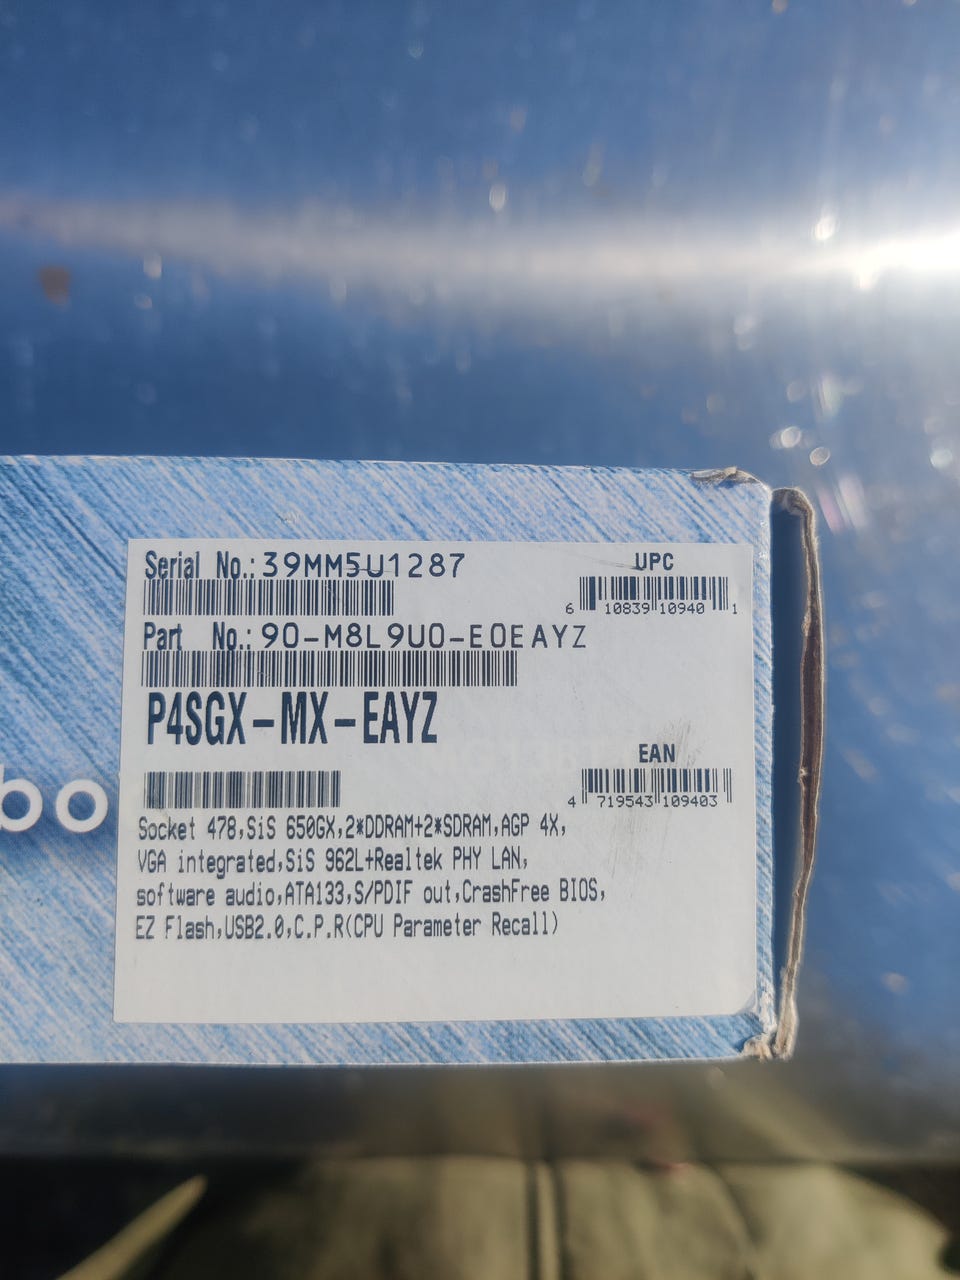 Serial No.:39MM5U1287
UPC
6 10839 10940 1
Part No.:90-M8L9U0-E0EAYZ
P4SGX-MX-EAYZ
EAN
4 719543 109403
bo
Socket 478,SiS 650GX,2*DDRAM+2*SDRAM,AGP 4X,
VGA integrated,SiS 962L+Realtek PHY LAN,
software audio,ATA133,S/PDIF out,CrashFree BIOS,
EZ Flash,USB2.0,C.P.R(CPU Parameter Recall)